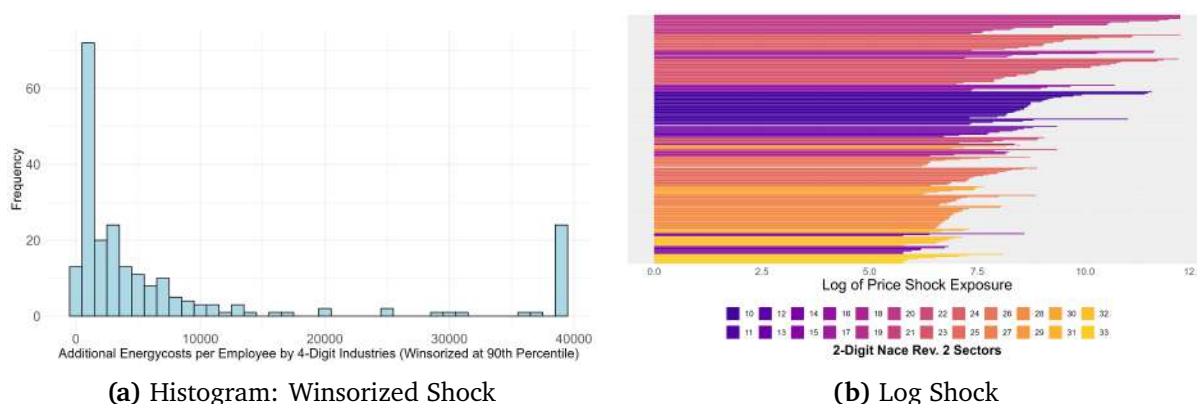 60
40
20
0
Frequency
0 10000 20000 30000 40000
Additional Energycosts per Employee by 4-Digit Industries (Winsorized at 90th Percentile)
(a) Histogram: Winsorized Shock
0.0 2.5 5.0 7.5 10.0 12.
Log of Price Shock Exposure
10 12 14 16 18 20 22 24 26 28 30 32
11 13 15 17 19 21 23 25 27 29 31 33
2-Digit Nace Rev. 2 Sectors
(b) Log Shock